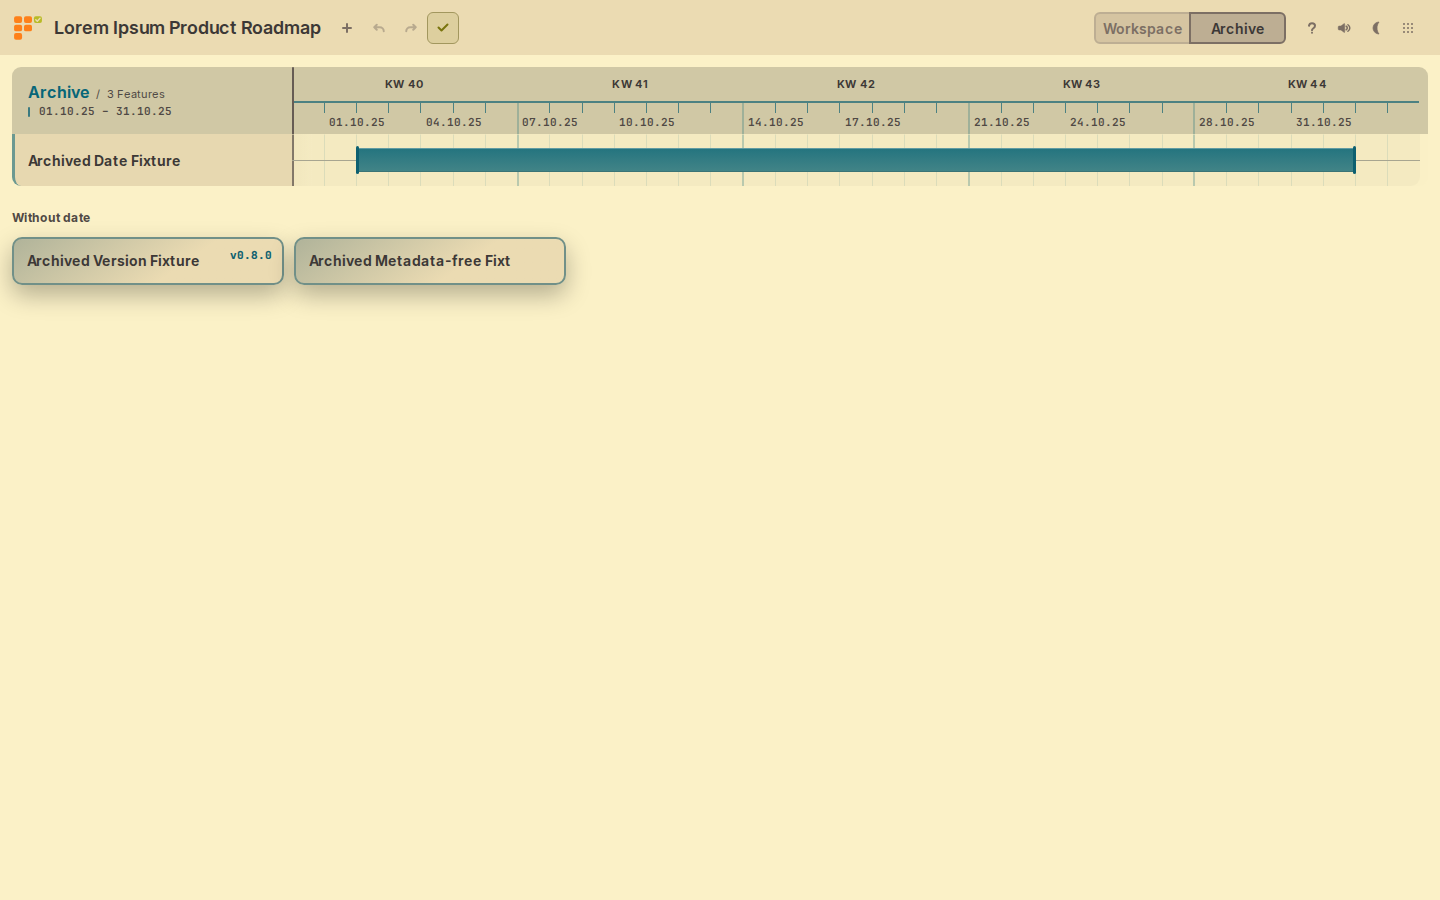 Lorem Ipsum Product Roadmap
Workspace Archive ?
Archive / 3 Features
01.10.25 – 31.10.25
KW 40 KW 41 KW 42 KW 43 KW 44
01.10.25 04.10.25 07.10.25 10.10.25 14.10.25 17.10.25 21.10.25 24.10.25 28.10.25 31.10.25
Archived Date Fixture
Without date
Archived Version Fixture v0.8.0
Archived Metadata-free Fixt